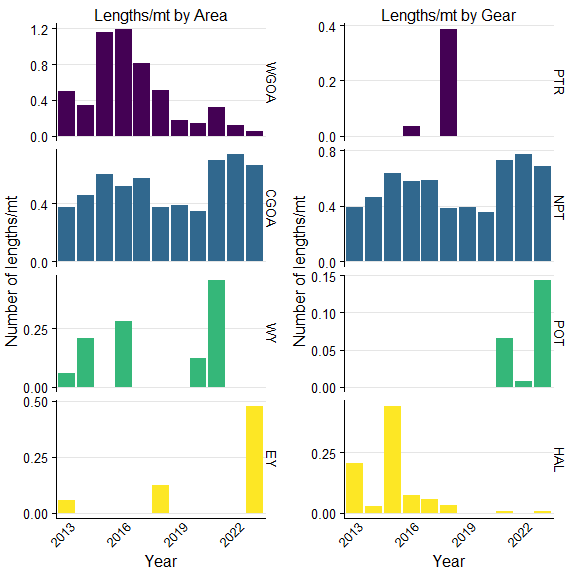 Lengths/mt by Area
Lengths/mt by Gear
Number of lengths/mt
1.2
0.8
0.4
0.0
WGOA
0.4
0.0
CGOA
0.25
0.00
WY
0.50
0.25
0.00
EY
2013
2016
2019
2022
Year
Number of lengths/mt
0.4
0.2
0.0
PTR
0.8
0.4
0.0
NPT
0.15
0.10
0.05
0.00
POT
0.25
0.00
HAL
2013
2016
2019
2022
Year